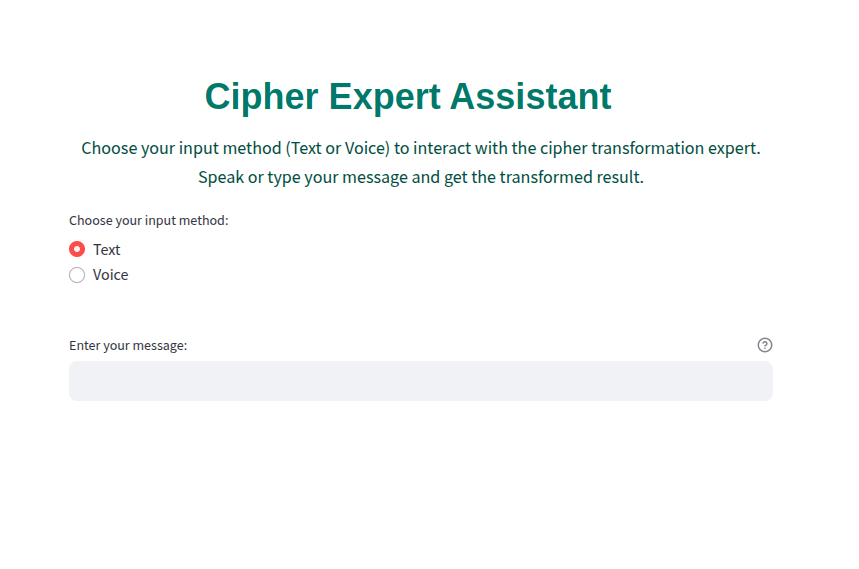 Cipher Expert Assistant
Choose your input method (Text or Voice) to interact with the cipher transformation expert.
Speak or type your message and get the transformed result.
Choose your input method:
Text
Voice
Enter your message: